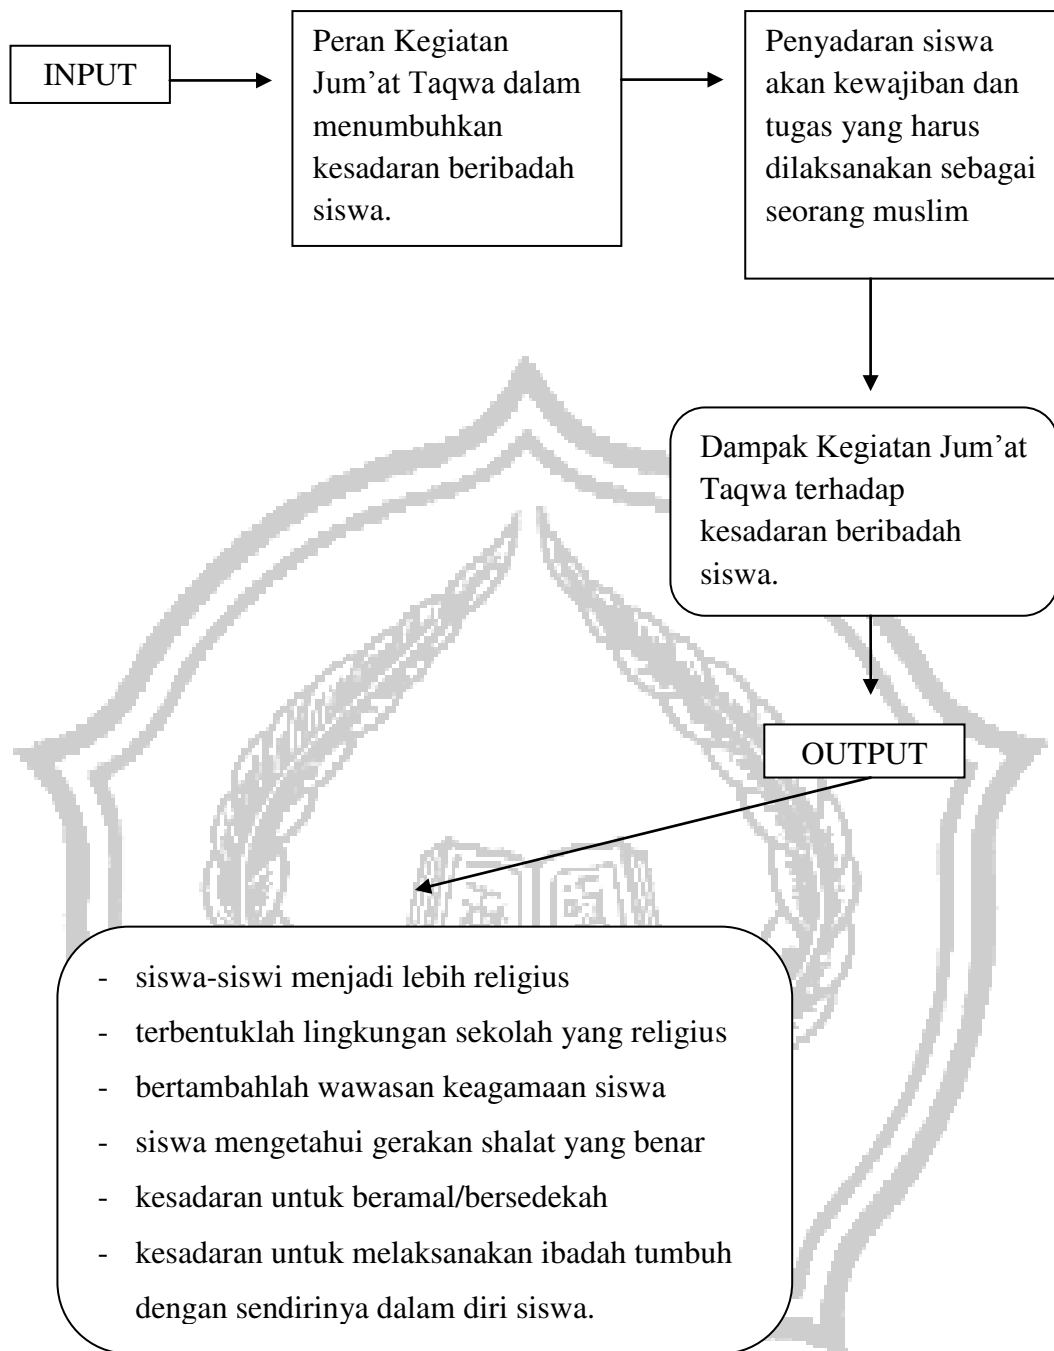 INPUT
Peran Kegiatan
Jum’at Taqwa dalam
menumbuhkan
kesadaran beribadah
siswa.
Penyadaran siswa
akan kewajiban dan
tugas yang harus
dilaksanakan sebagai
seorang muslim
Dampak Kegiatan Jum’at
Taqwa terhadap
kesadaran beribadah
siswa.
OUTPUT
- siswa-siswi menjadi lebih religius
- terbentuklah lingkungan sekolah yang religius
- bertambahlah wawasan keagamaan siswa
- siswa mengetahui gerakan shalat yang benar
- kesadaran untuk beramal/bersedekah
- kesadaran untuk melaksanakan ibadah tumbuh
dengan sendirinya dalam diri siswa.